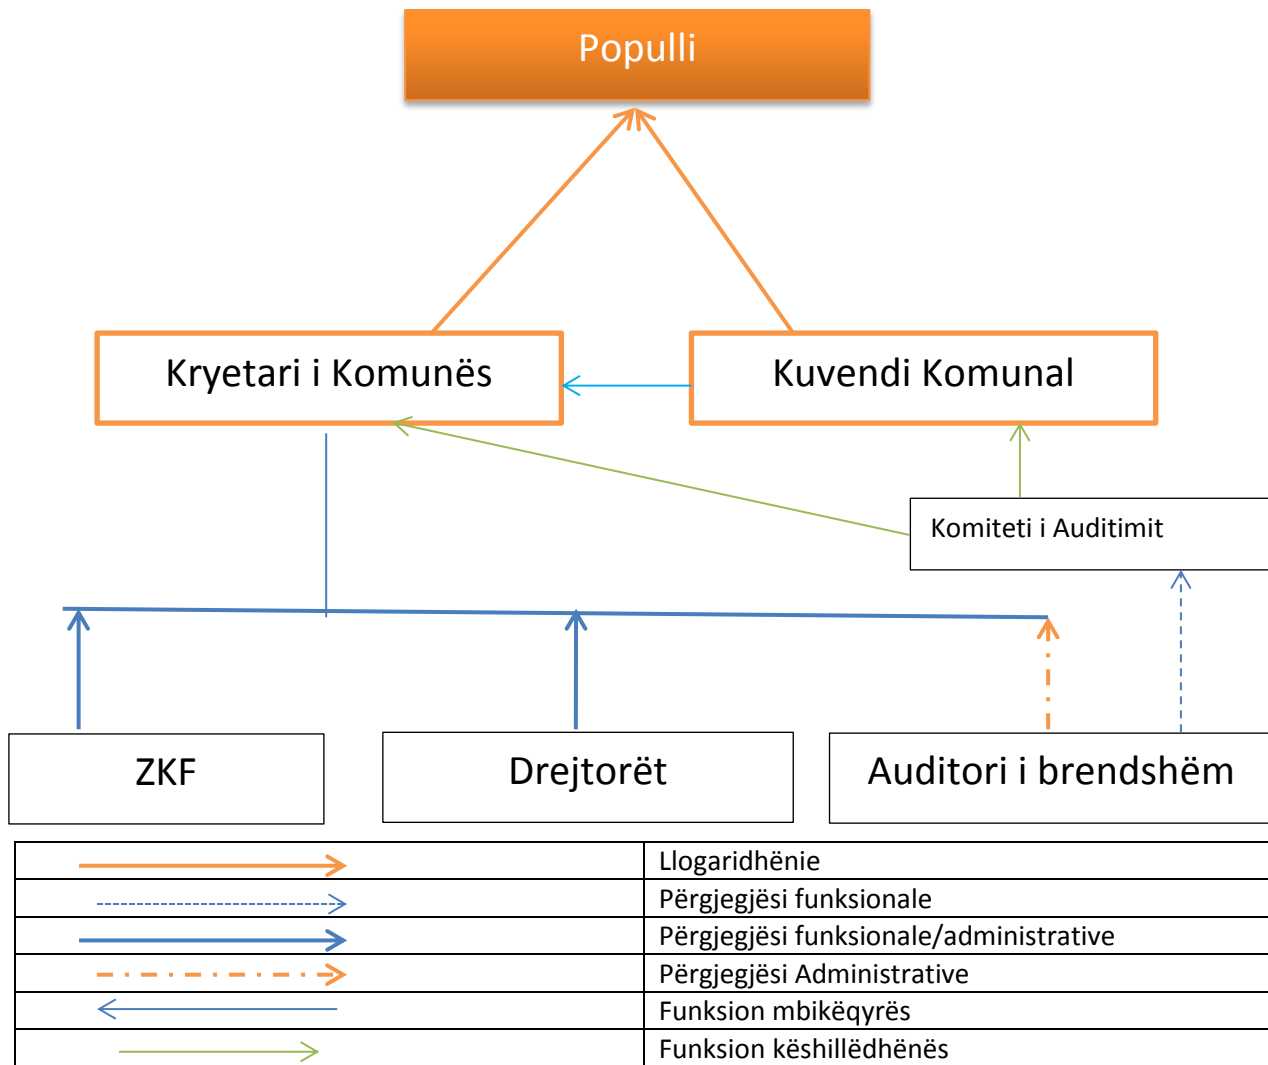 Populli
Kryetari i Komunës
Kuvendi Komunal
Komiteti i Auditimit
ZKF
Drejtorët
Auditori i brendshëm
Llogaridhënie
Përgjegjësi funksionale
Përgjegjësi funksionale/administrative
Përgjegjësi Administrative
Funksion mbikëqyrës
Funksion këshillëdhënës